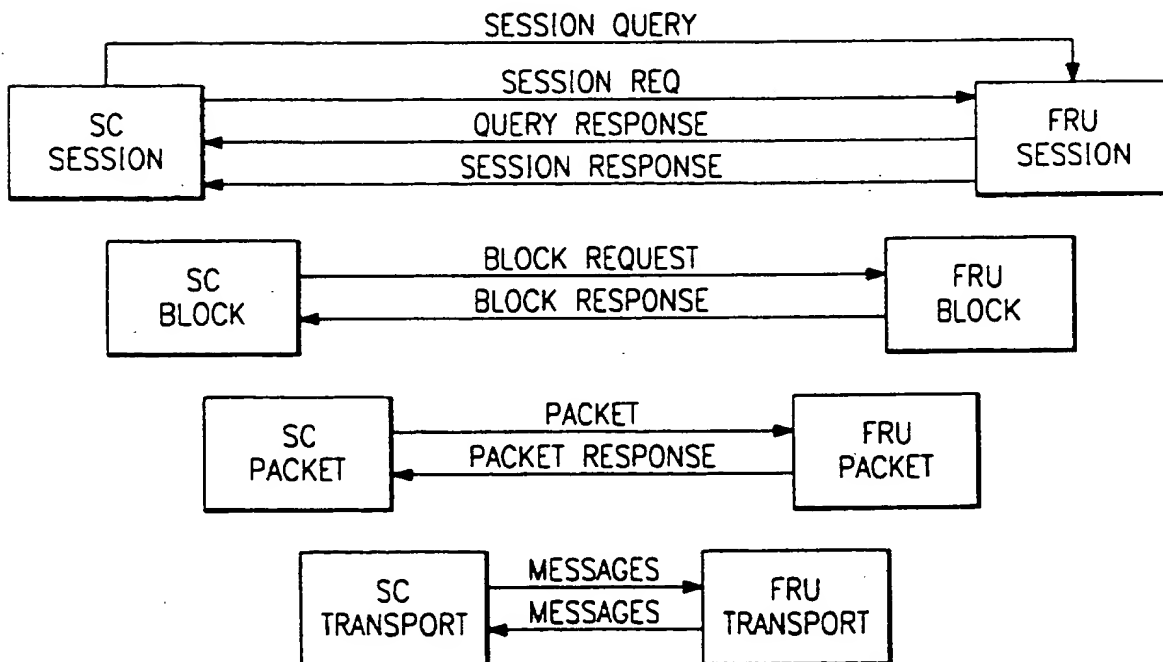 SESSION QUERY
SC
SESSION
SESSION REQ
QUERY RESPONSE
SESSION RESPONSE
FRU
SESSION
SC
BLOCK
BLOCK REQUEST
BLOCK RESPONSE
FRU
BLOCK
SC
PACKET
PACKET
PACKET RESPONSE
FRU
PACKET
SC
TRANSPORT
MESSAGES
MESSAGES
FRU
TRANSPORT